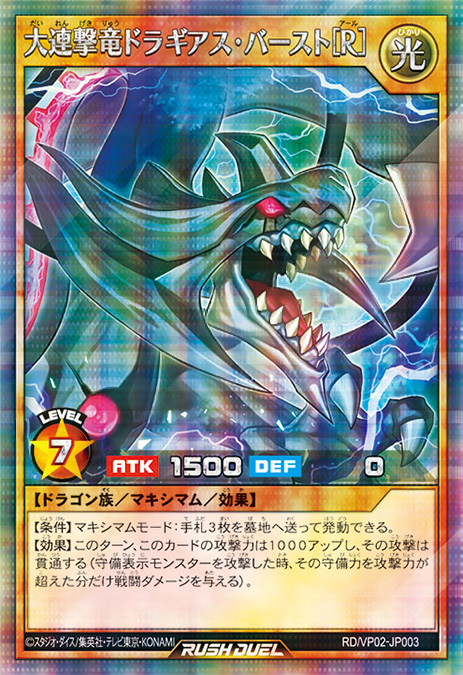 大連撃竜ドラギアス・バースト[R]
光
LEVEL
7
ATK 1500 DEF 0
【ドラゴン族／マキシマム／効果】
【条件】マキシマムモード：手札3枚を墓地へ送って発動できる。
【効果】このターン、このカードの攻撃力は1000アップし、その攻撃は
貫通する(守備表示モンスターを攻撃した時、その守備力を攻撃力が
超えた分だけ戦闘ダメージを与える)。
©スタジオ・ダイス/集英社・テレビ東京・KONAMI
RUSH DUEL
RD/VP02-JP003